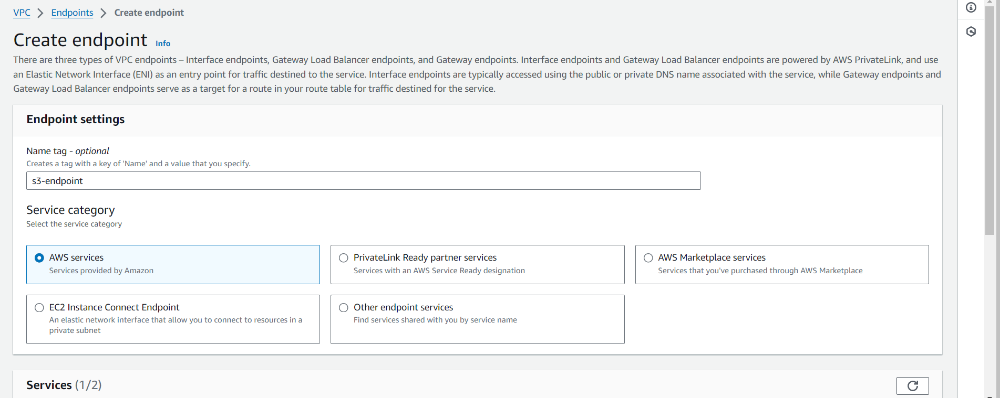 VPC > Endpoints > Create endpoint
Create endpoint Info
There are three types of VPC endpoints – Interface endpoints, Gateway Load Balancer endpoints, and Gateway endpoints. Interface endpoints and Gateway Load Balancer endpoints are powered by AWS PrivateLink, and use
an Elastic Network Interface (ENI) as an entry point for traffic destined to the service. Interface endpoints are typically accessed using the public or private DNS name associated with the service, while Gateway endpoints and
Gateway Load Balancer endpoints serve as a target for a route in your route table for traffic destined for the service.
Endpoint settings
Name tag - optional
Creates a tag with a key of 'Name' and a value that you specify.
s3-endpoint
Service category
Select the service category
AWS services
Services provided by Amazon
PrivateLink Ready partner services
Services with an AWS Service Ready designation
AWS Marketplace services
Services that you've purchased through AWS Marketplace
EC2 Instance Connect Endpoint
An elastic network interface that allow you to connect to resources in a
private subnet
Other endpoint services
Find services shared with you by service name
Services (1/2)